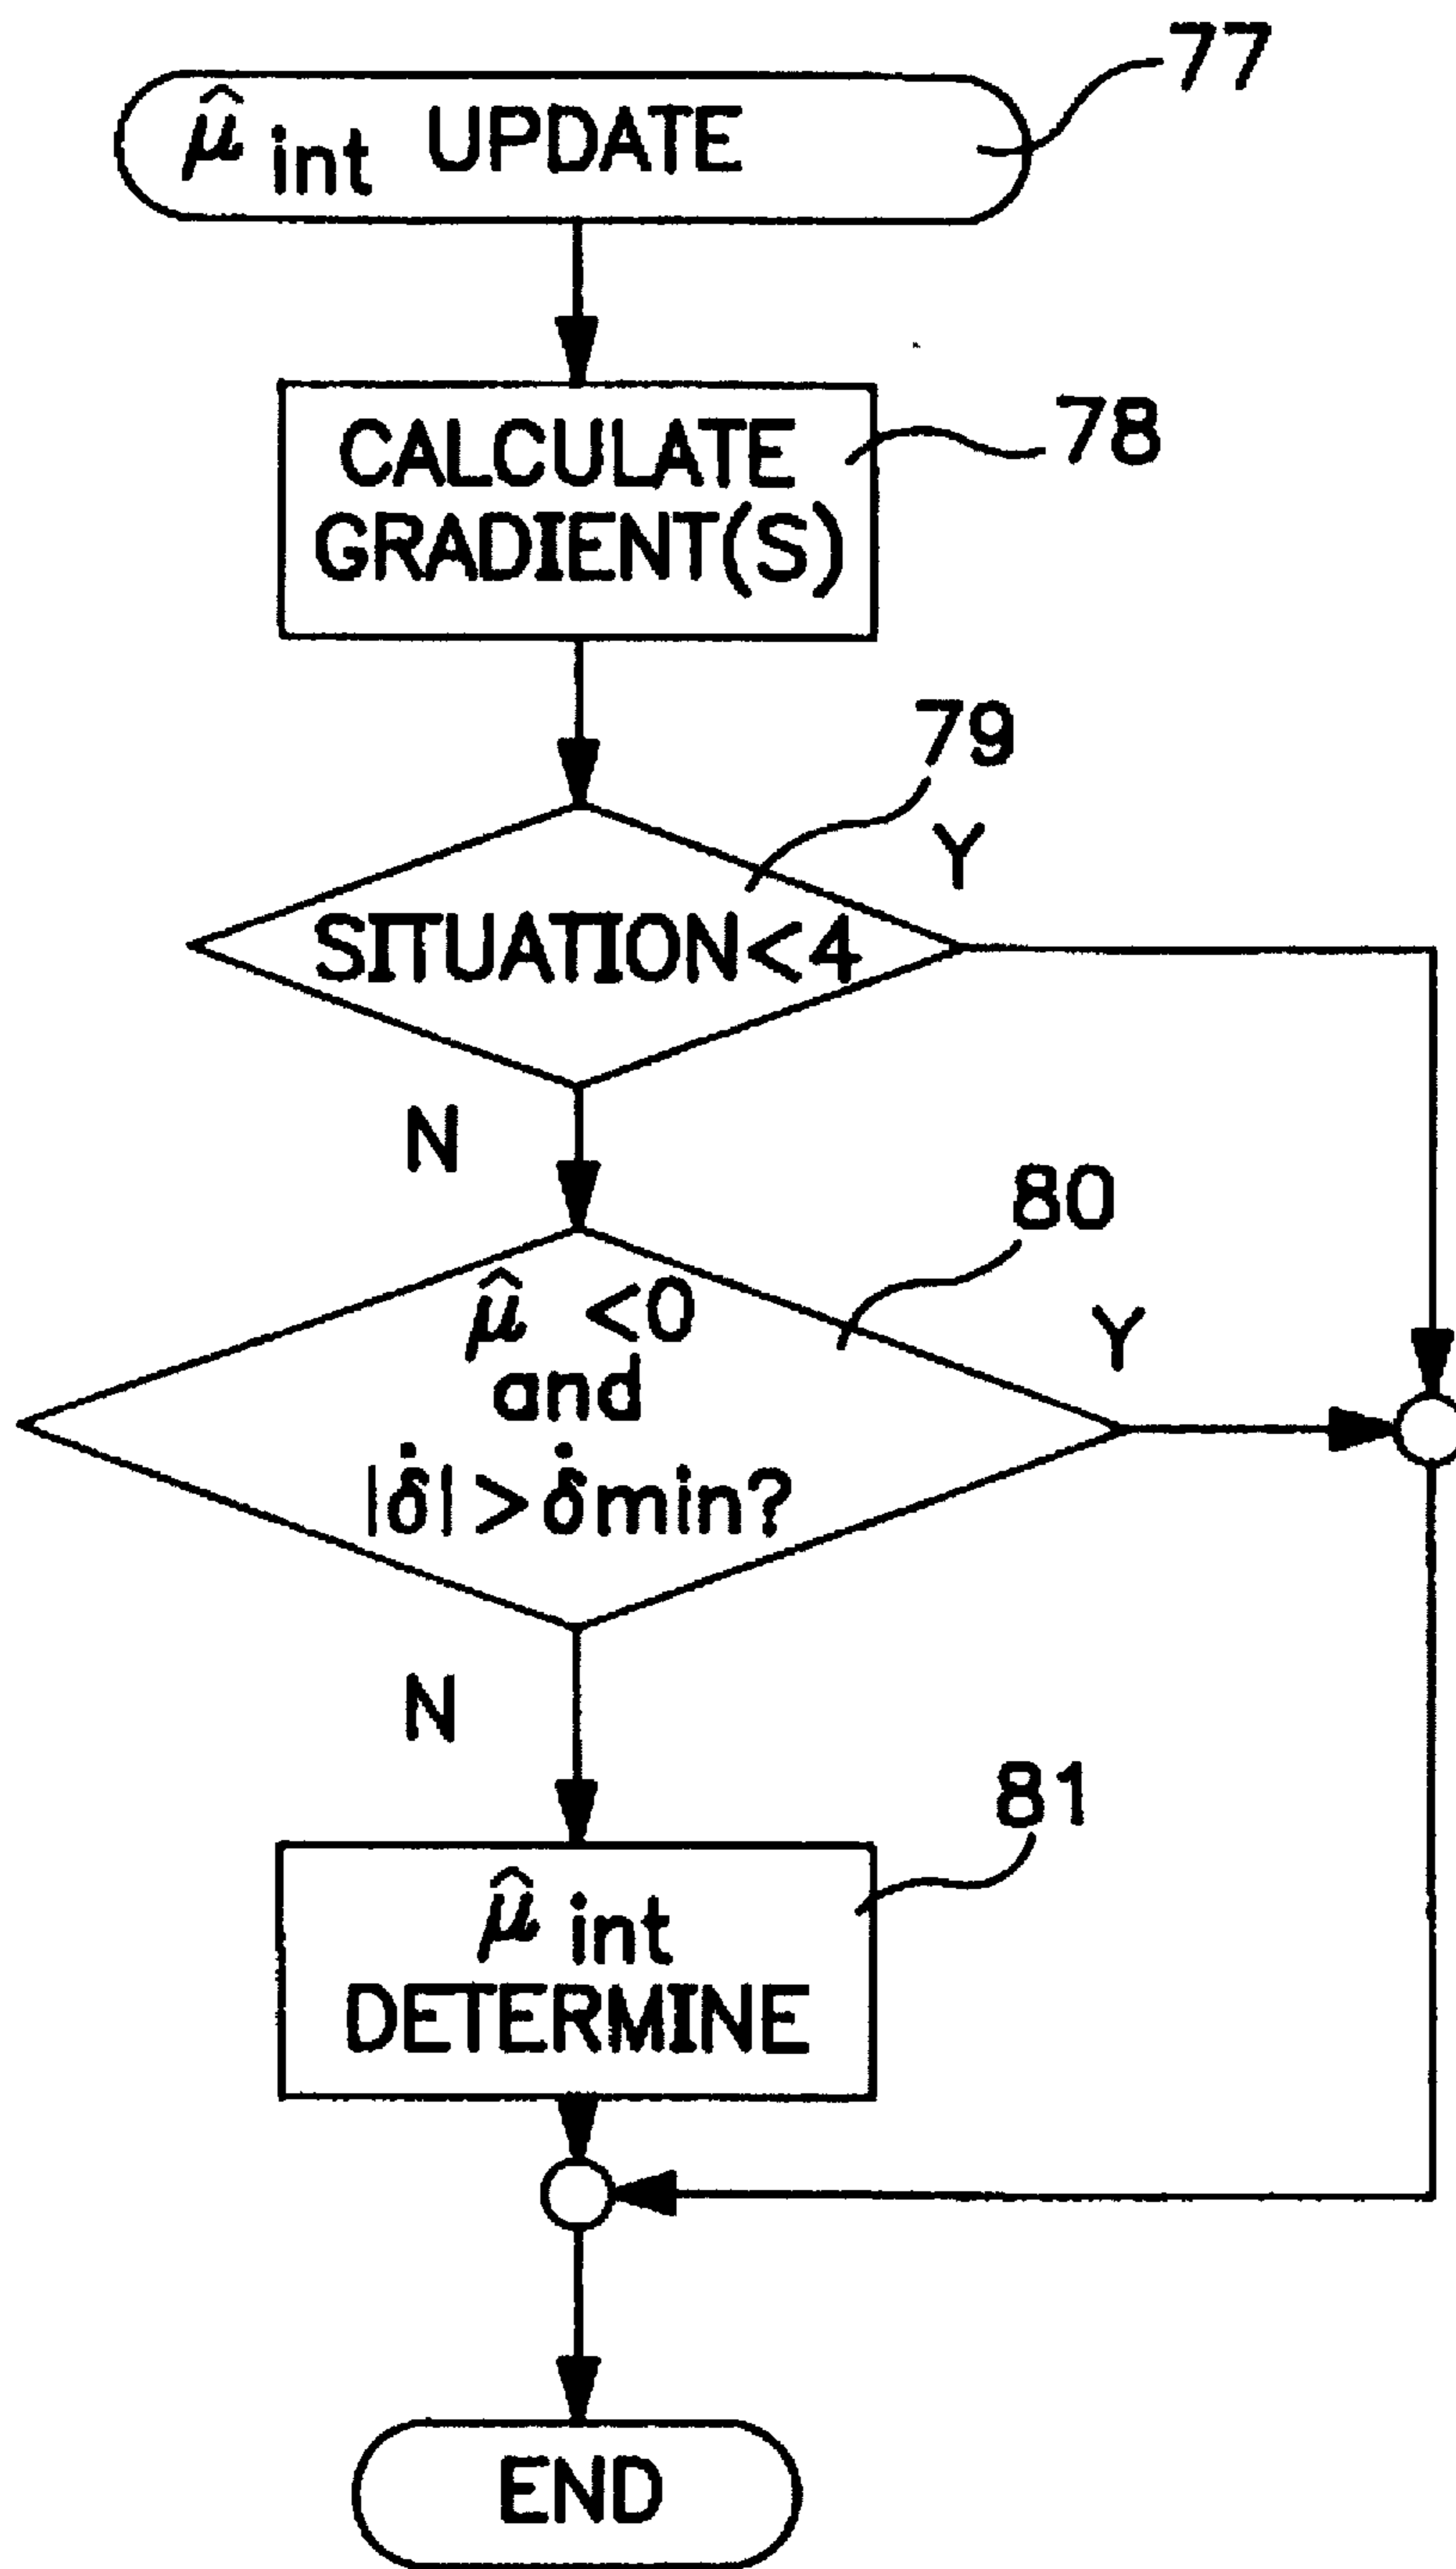 77
μ̂ int UPDATE
78
CALCULATE
GRADIENT(S)
79
Y
SITUATION<4
N
80
μ̂ <0
Y
and
|δ̇|>δ̇min?
N
81
μ̂ int
DETERMINE
END